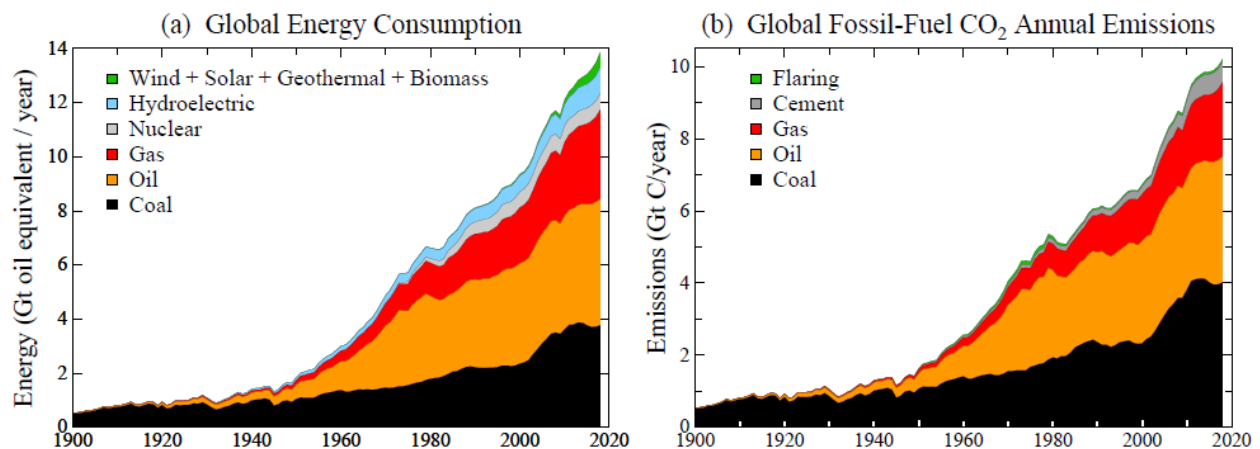 (a) Global Energy Consumption
14
12
10
8
6
4
2
0
Energy (Gt oil equivalent / year)
Wind + Solar + Geothermal + Biomass
Hydroelectric
Nuclear
Gas
Oil
Coal
1900 1920 1940 1960 1980 2000 2020
(b) Global Fossil-Fuel CO₂ Annual Emissions
10
8
6
4
2
0
Emissions (Gt C/year)
Flaring
Cement
Gas
Oil
Coal
1900 1920 1940 1960 1980 2000 2020